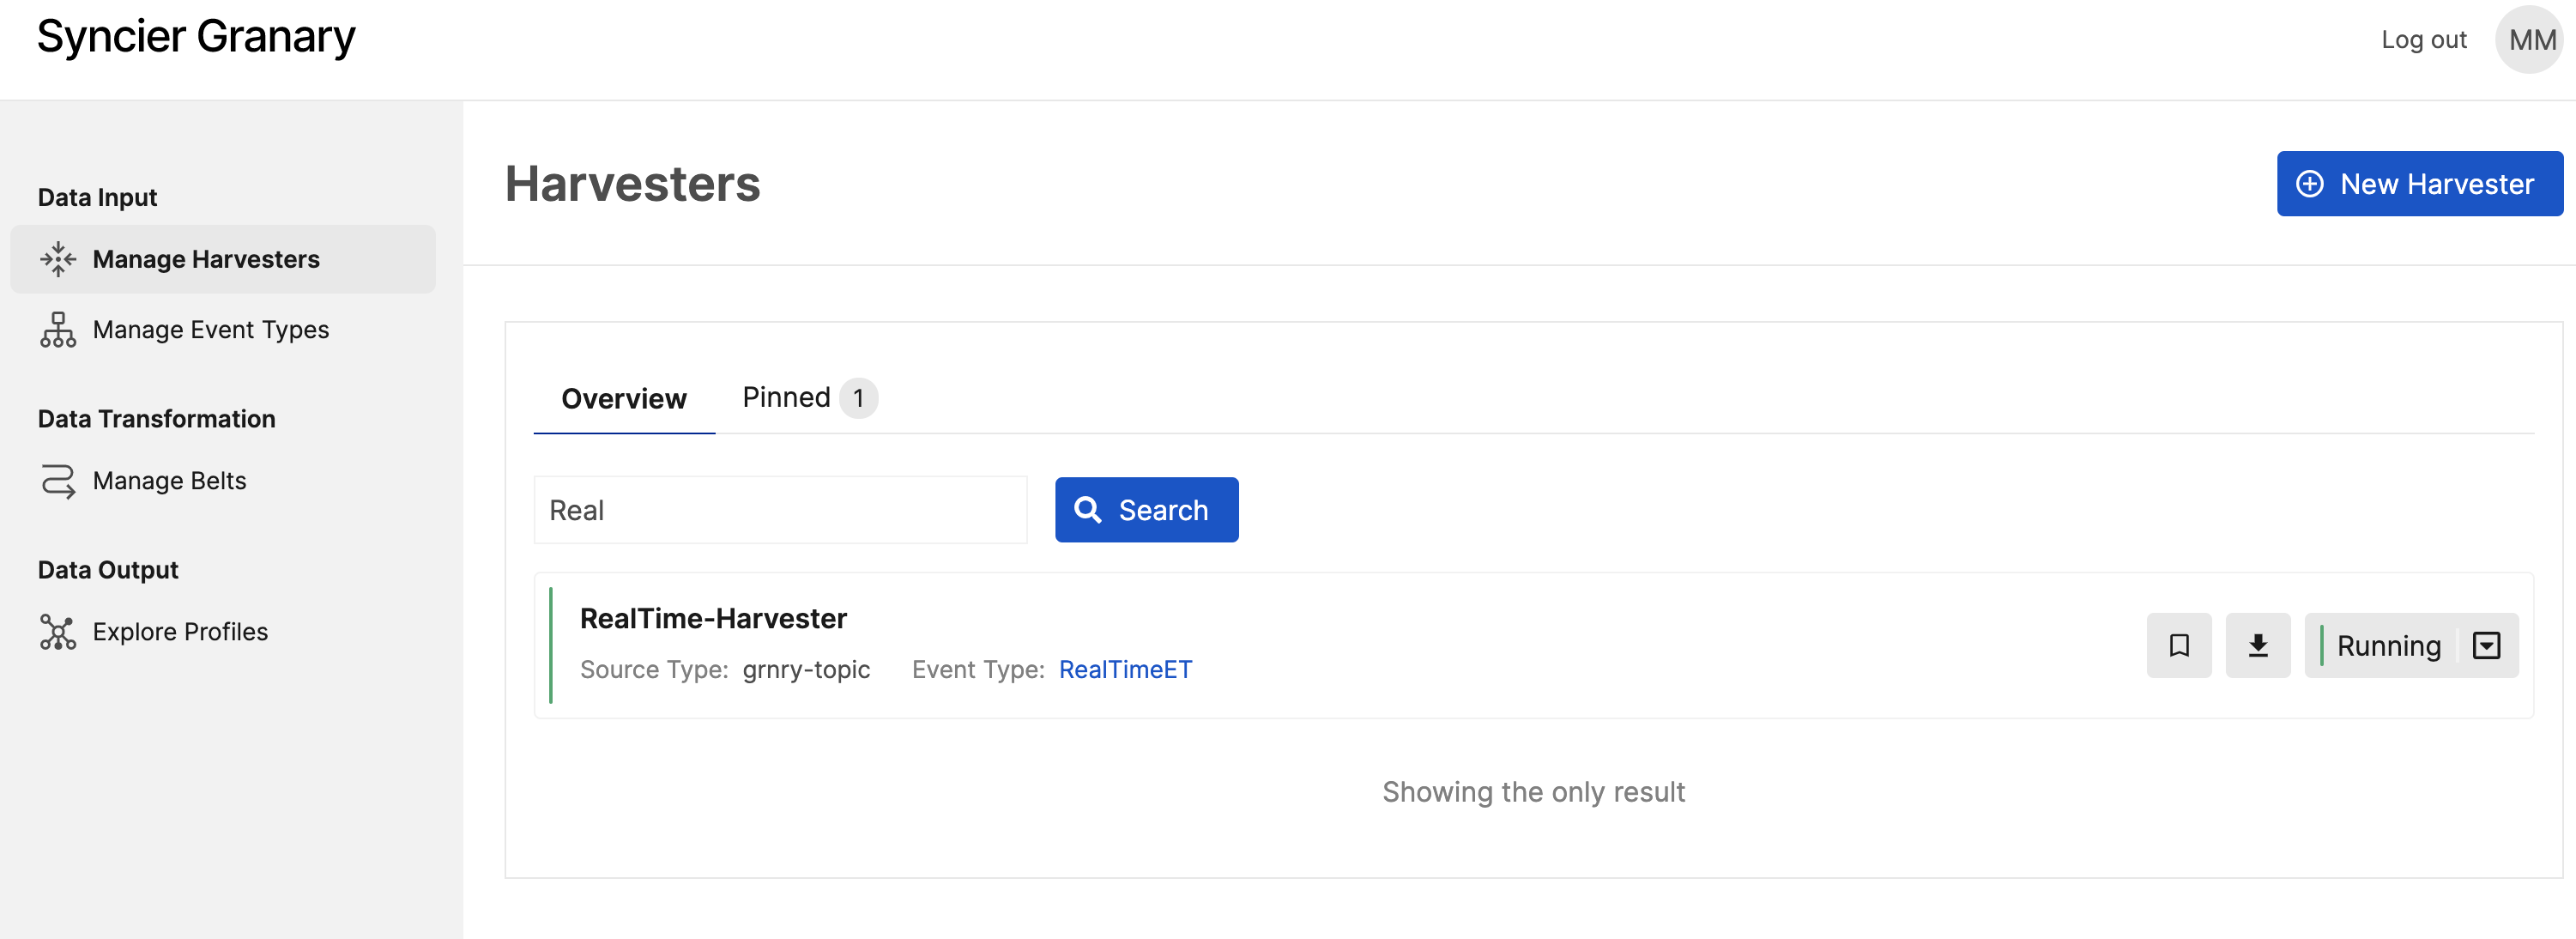 Syncier Granary
Log out
MM
Data Input
Manage Harvesters
Manage Event Types
Data Transformation
Manage Belts
Data Output
Explore Profiles
Harvesters
New Harvester
Overview
Pinned 1
Real
Search
RealTime-Harvester
Source Type: grnry-topic Event Type: RealTimeET
Running
Showing the only result